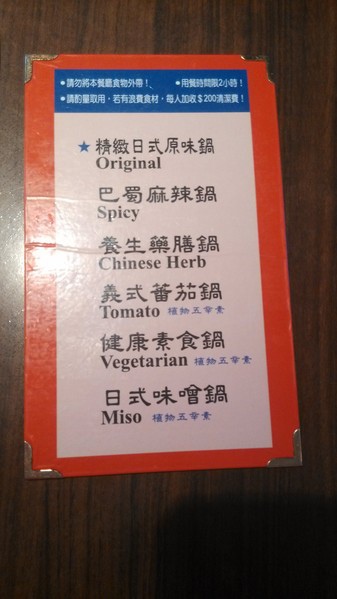 ●請勿將本餐廳食物外帶！ ●用餐時間限2小時！
●請酌量取用，若有浪費食材，每人加收＄200清潔費！
★精緻日式原味鍋
Original
巴蜀麻辣鍋
Spicy
養生藥膳鍋
Chinese Herb
義式蕃茄鍋
Tomato 植物五辛素
健康素食鍋
Vegetarian 植物五辛素
日式味噌鍋
Miso 植物五辛素